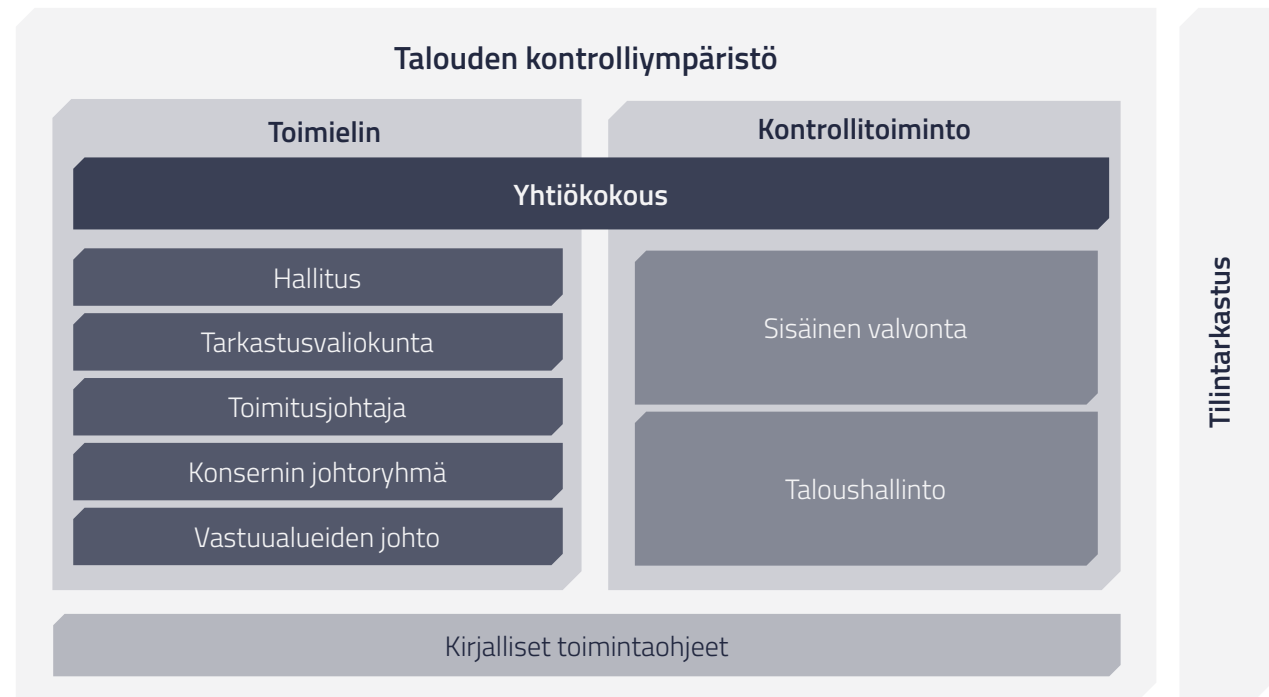 Talouden kontrolliympäristö
Toimielin
Kontrollitoiminto
Yhtiökokous
Hallitus
Tarkastusvaliokunta
Toimitusjohtaja
Konsernin johtoryhmä
Vastuualueiden johto
Sisäinen valvonta
Taloushallinto
Kirjalliset toimintaohjeet
Tilintarkastus